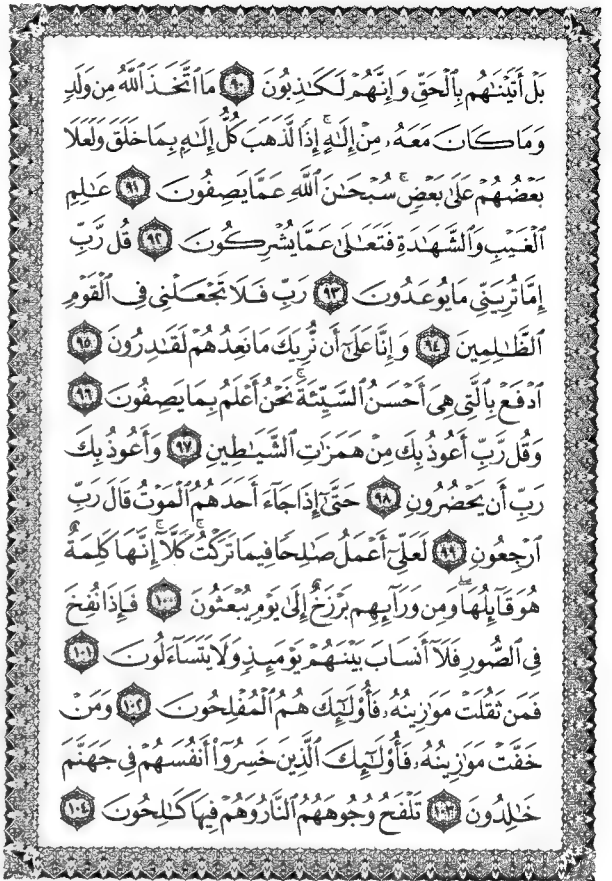 بَلْ أَتَيْنَٰهُم بِٱلْحَقِّ وَإِنَّهُمْ لَكَٰذِبُونَ ٩٠ مَا ٱتَّخَذَ ٱللَّهُ مِن وَلَدٍ
وَمَا كَانَ مَعَهُۥ مِنْ إِلَٰهٍ ۚ إِذًا لَّذَهَبَ كُلُّ إِلَٰهٍۭ بِمَا خَلَقَ وَلَعَلَا
بَعْضُهُمْ عَلَىٰ بَعْضٍ ۚ سُبْحَٰنَ ٱللَّهِ عَمَّا يَصِفُونَ ٩١ عَٰلِمِ
ٱلْغَيْبِ وَٱلشَّهَٰدَةِ فَتَعَٰلَىٰ عَمَّا يُشْرِكُونَ ٩٢ قُل رَّبِّ
إِمَّا تُرِيَنِّى مَا يُوعَدُونَ ٩٣ رَبِّ فَلَا تَجْعَلْنِى فِى ٱلْقَوْمِ
ٱلظَّٰلِمِينَ ٩٤ وَإِنَّا عَلَىٰٓ أَن نُّرِيَكَ مَا نَعِدُهُمْ لَقَٰدِرُونَ ٩٥
ٱدْفَعْ بِٱلَّتِى هِىَ أَحْسَنُ ٱلسَّيِّئَةَ ۚ نَحْنُ أَعْلَمُ بِمَا يَصِفُونَ ٩٦
وَقُل رَّبِّ أَعُوذُ بِكَ مِنْ هَمَزَٰتِ ٱلشَّيَٰطِينِ ٩٧ وَأَعُوذُ بِكَ
رَبِّ أَن يَحْضُرُونِ ٩٨ حَتَّىٰٓ إِذَا جَآءَ أَحَدَهُمُ ٱلْمَوْتُ قَالَ رَبِّ
ٱرْجِعُونِ ٩٩ لَعَلِّىٓ أَعْمَلُ صَٰلِحًا فِيمَا تَرَكْتُ ۚ كَلَّآ ۚ إِنَّهَا كَلِمَةٌ
هُوَ قَآئِلُهَا ۖ وَمِن وَرَآئِهِم بَرْزَخٌ إِلَىٰ يَوْمِ يُبْعَثُونَ ١٠٠ فَإِذَا نُفِخَ
فِى ٱلصُّورِ فَلَآ أَنسَابَ بَيْنَهُمْ يَوْمَئِذٍ وَلَا يَتَسَآءَلُونَ ١٠١
فَمَن ثَقُلَتْ مَوَٰزِينُهُۥ فَأُو۟لَٰٓئِكَ هُمُ ٱلْمُفْلِحُونَ ١٠٢ وَمَنْ
خَفَّتْ مَوَٰزِينُهُۥ فَأُو۟لَٰٓئِكَ ٱلَّذِينَ خَسِرُوٓا۟ أَنفُسَهُمْ فِى جَهَنَّمَ
خَٰلِدُونَ ١٠٣ تَلْفَحُ وُجُوهَهُمُ ٱلنَّارُ وَهُمْ فِيهَا كَٰلِحُونَ ١٠٤